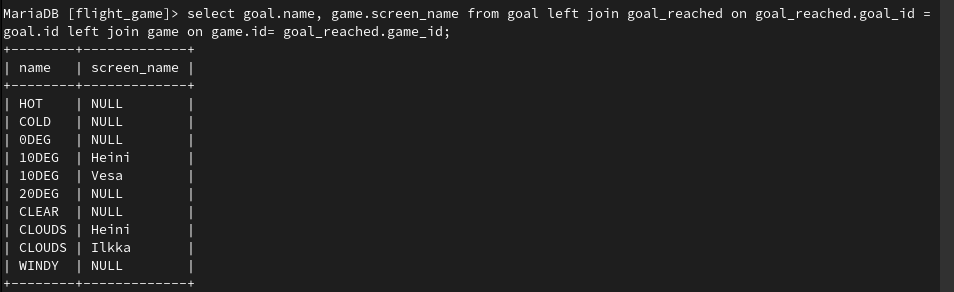 MariaDB [flight_game]> select goal.name, game.screen_name from goal left join goal_reached on goal_reached.goal_id =
goal.id left join game on game.id= goal_reached.game_id;
+--------+-------------+
| name   | screen_name |
+--------+-------------+
| HOT    | NULL        |
| COLD   | NULL        |
| 0DEG   | NULL        |
| 10DEG  | Heini       |
| 10DEG  | Vesa        |
| 20DEG  | NULL        |
| CLEAR  | NULL        |
| CLOUDS | Heini       |
| CLOUDS | Ilkka       |
| WINDY  | NULL        |
+--------+-------------+